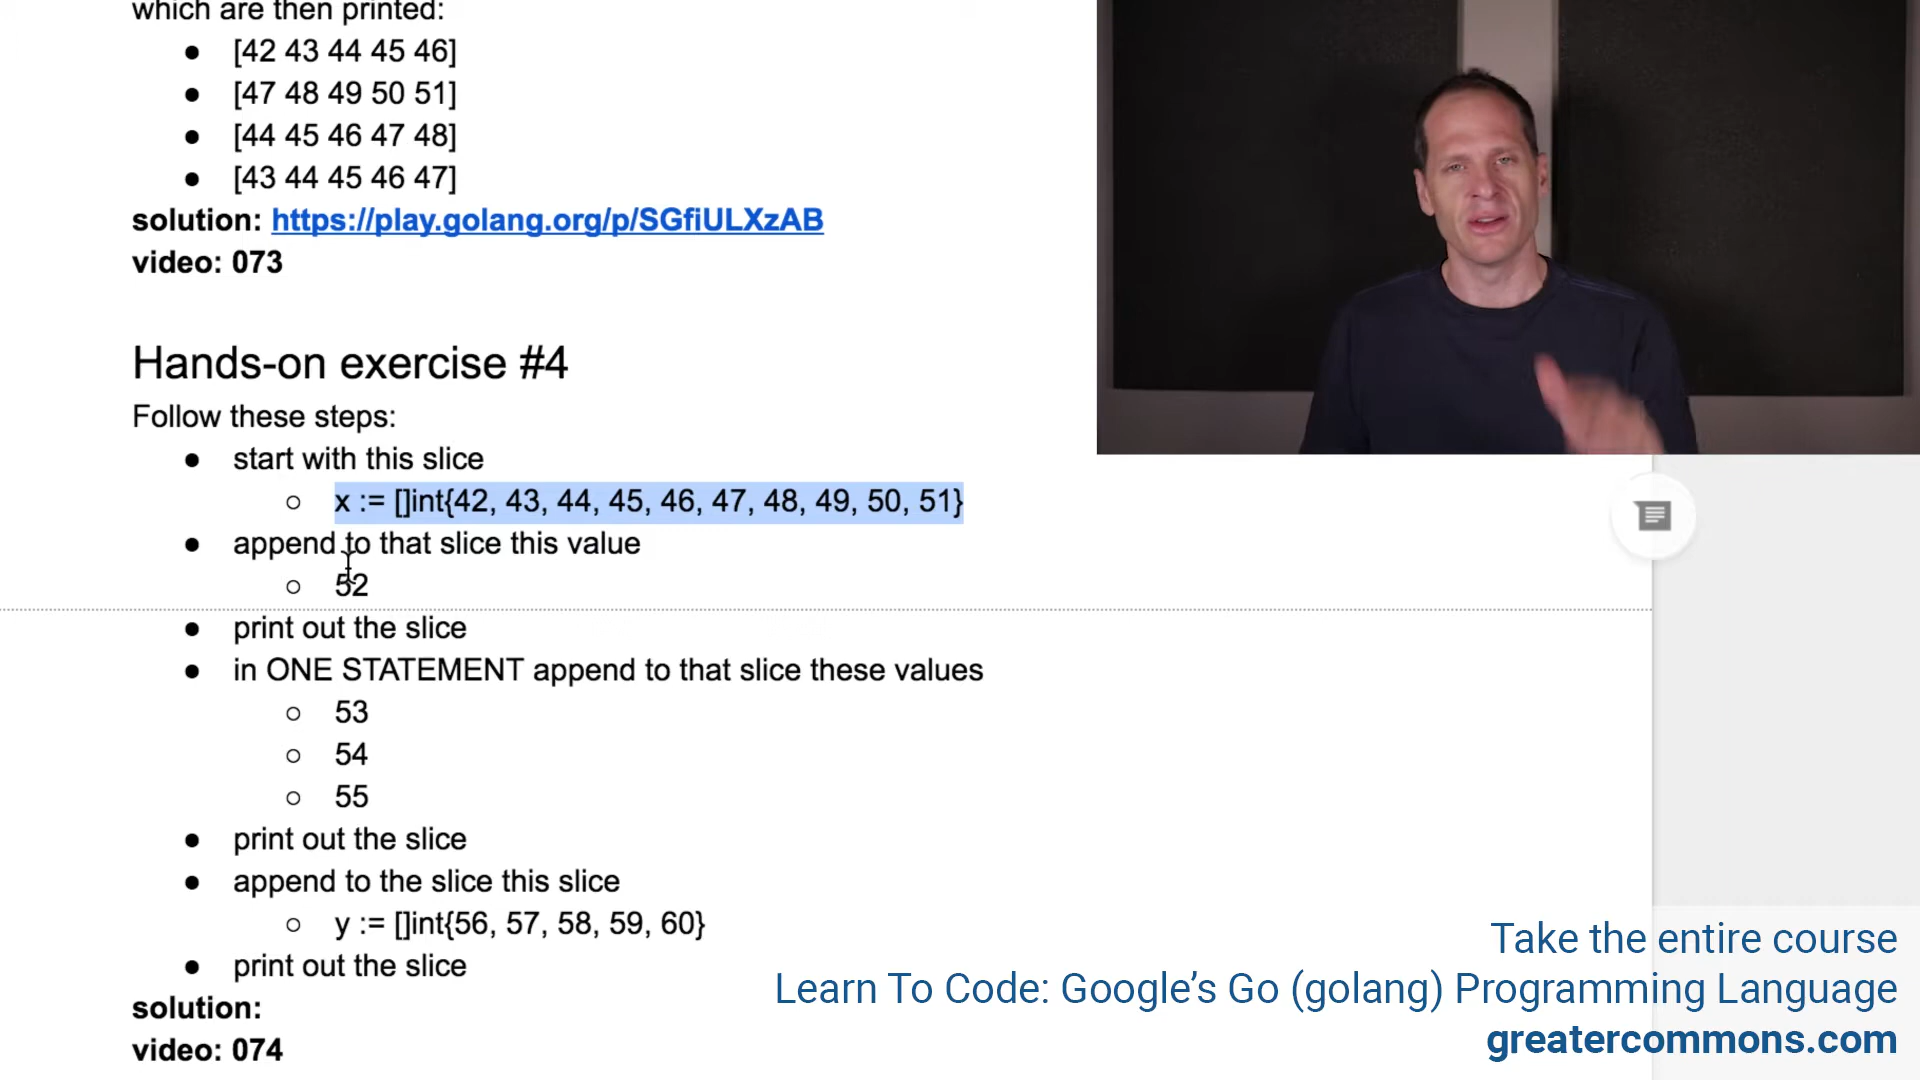 which are then printed:
● [42 43 44 45 46]
● [47 48 49 50 51]
● [44 45 46 47 48]
● [43 44 45 46 47]
solution: https://play.golang.org/p/SGfiULXzAB
video: 073
Hands-on exercise #4
Follow these steps:
● start with this slice
○ x := []int{42, 43, 44, 45, 46, 47, 48, 49, 50, 51}
● append to that slice this value
○ 52
● print out the slice
● in ONE STATEMENT append to that slice these values
○ 53
○ 54
○ 55
● print out the slice
● append to the slice this slice
○ y := []int{56, 57, 58, 59, 60}
● print out the slice
solution:
video: 074
Take the entire course
Learn To Code: Google’s Go (golang) Programming Language
greatercommons.com